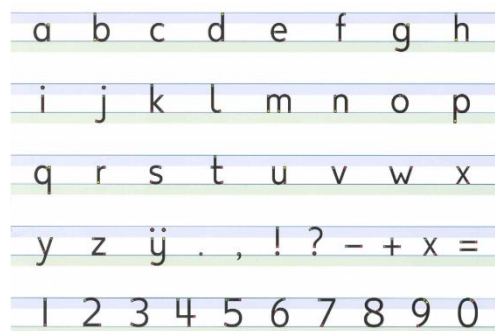 a b c d e f g h
i j k l m n o p
q r s t u v w x
y z ÿ . , ! ? – + x =
1 2 3 4 5 6 7 8 9 0